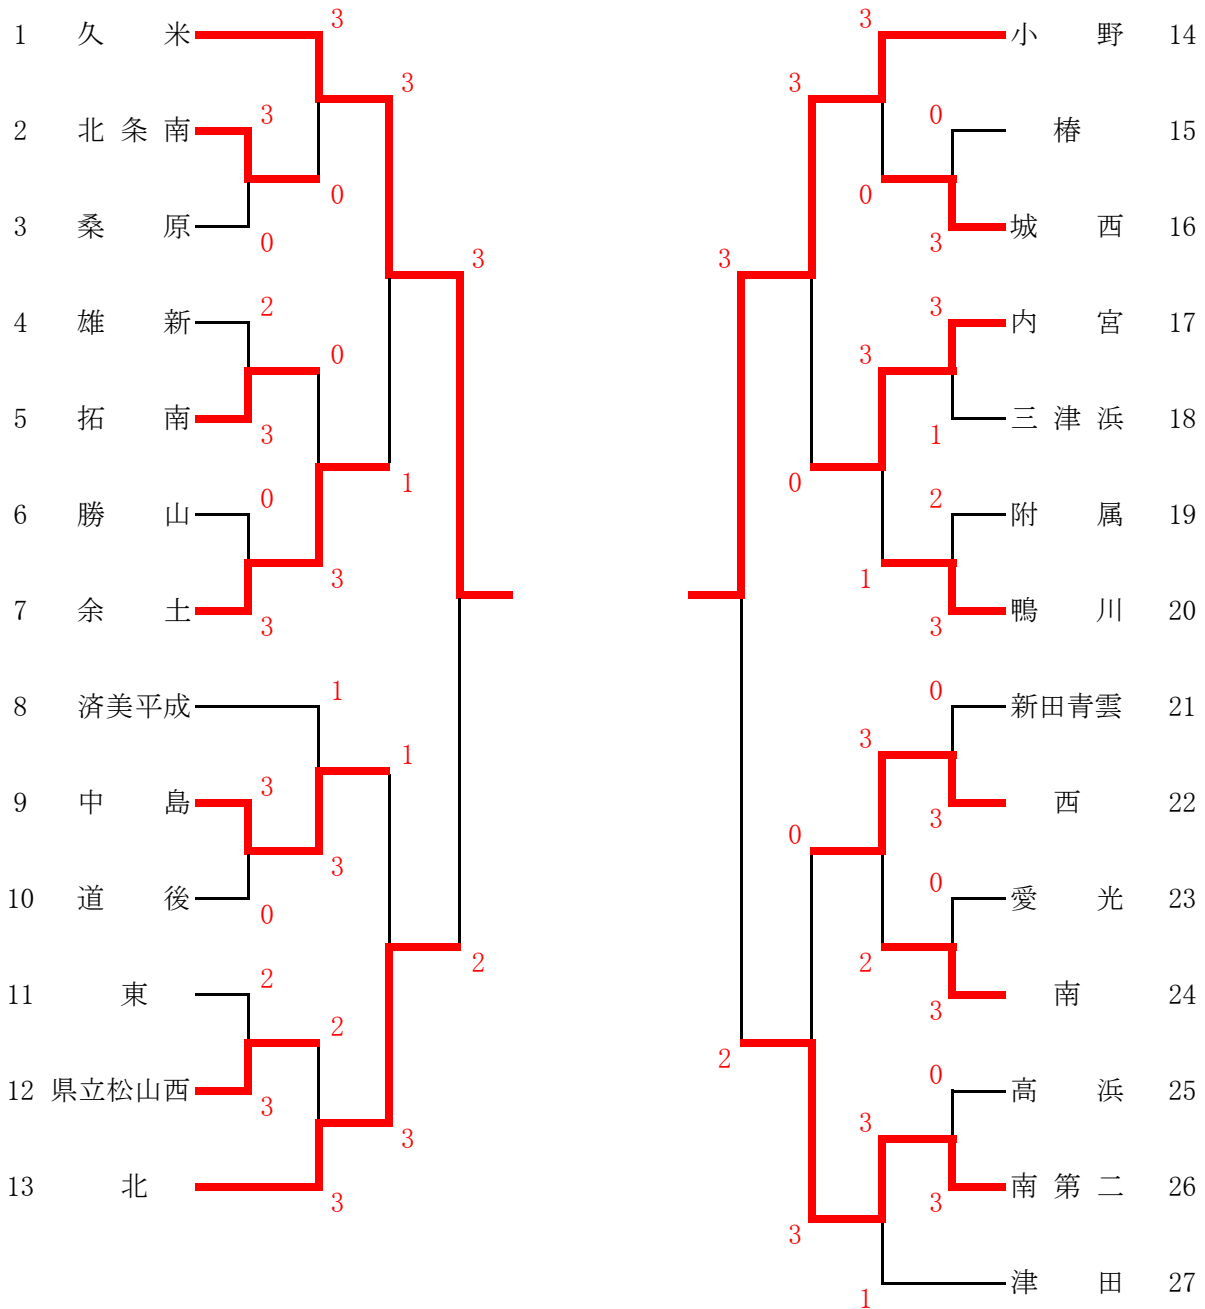 3 3
1 久 米 小 野 14
3 3
3 0
2 北 条 南 椿 15
0 0
3 桑 原 城 西 16
0 3
3 3
2 3
4 雄 新 内 宮 17
0 3
5 拓 南 三 津 浜 18
3 1
1 0
0 2
6 勝 山 附 属 19
3 1
7 余 土 鴨 川 20
3 3
1 0
8 済美平成 新田青雲 21
1 3
3
9 中 島 西 22
3
0
3 0
10 道 後 愛 光 23
0
2 2
2
11 東 南 24
3
2
2
0
12 県立松山西 高 浜 25
3
3
3
13 北 南 第 二 26
3 3
3
津 田 27
1